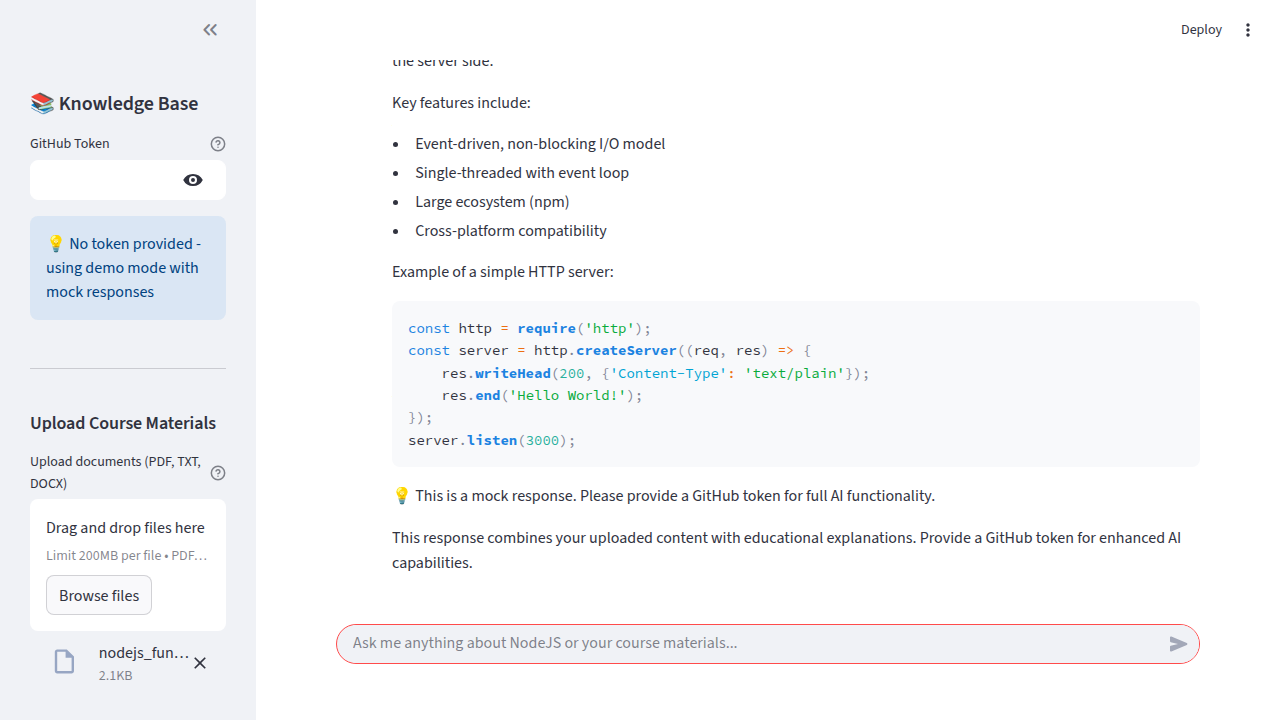 Deploy
📚 Knowledge Base
GitHub Token
💡 No token provided -
using demo mode with
mock responses
Upload Course Materials
Upload documents (PDF, TXT,
DOCX)
Drag and drop files here
Limit 200MB per file • PDF…
Browse files
nodejs_fun…
2.1KB
the server side.
Key features include:
• Event-driven, non-blocking I/O model
• Single-threaded with event loop
• Large ecosystem (npm)
• Cross-platform compatibility
Example of a simple HTTP server:
const http = require('http');
const server = http.createServer((req, res) => {
    res.writeHead(200, {'Content-Type': 'text/plain'});
    res.end('Hello World!');
});
server.listen(3000);
💡 This is a mock response. Please provide a GitHub token for full AI functionality.
This response combines your uploaded content with educational explanations. Provide a GitHub token for enhanced AI
capabilities.
Ask me anything about NodeJS or your course materials...